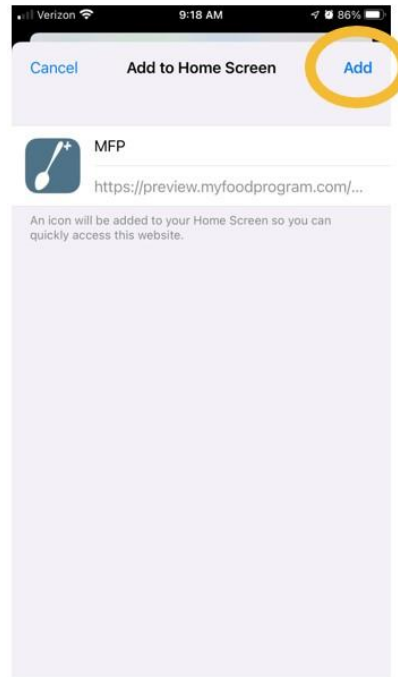 Verizon 9:18 AM 86%
Cancel Add to Home Screen Add
MFP
https://preview.myfoodprogram.com/...
An icon will be added to your Home Screen so you can
quickly access this website.